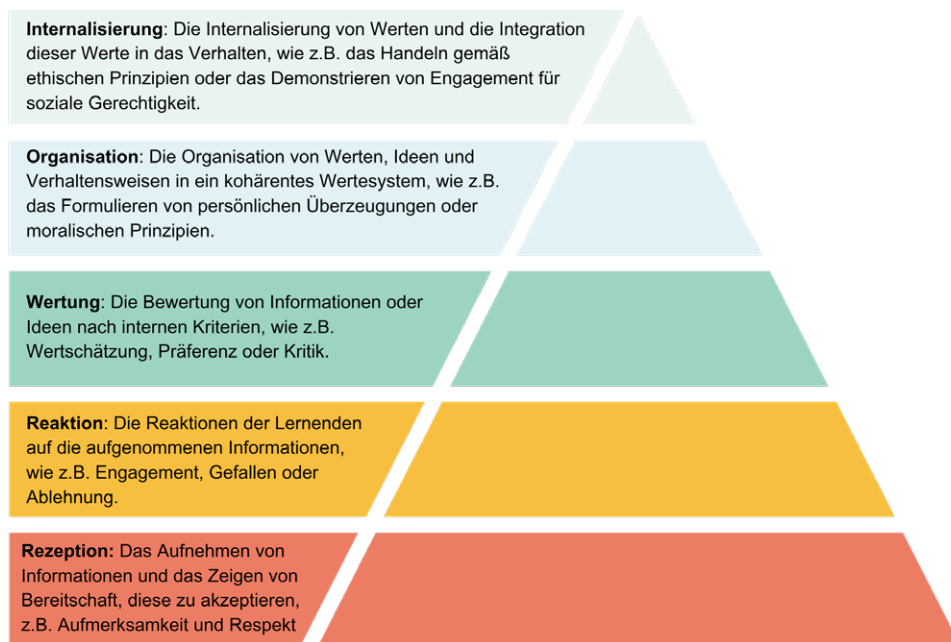 Internalisierung: Die Internalisierung von Werten und die Integration
dieser Werte in das Verhalten, wie z.B. das Handeln gemäß
ethischen Prinzipien oder das Demonstrieren von Engagement für
soziale Gerechtigkeit.
Organisation: Die Organisation von Werten, Ideen und
Verhaltensweisen in ein kohärentes Wertesystem, wie z.B.
das Formulieren von persönlichen Überzeugungen oder
moralischen Prinzipien.
Wertung: Die Bewertung von Informationen oder
Ideen nach internen Kriterien, wie z.B.
Wertschätzung, Präferenz oder Kritik.
Reaktion: Die Reaktionen der Lernenden
auf die aufgenommenen Informationen,
wie z.B. Engagement, Gefallen oder
Ablehnung.
Rezeption: Das Aufnehmen von
Informationen und das Zeigen von
Bereitschaft, diese zu akzeptieren,
z.B. Aufmerksamkeit und Respekt